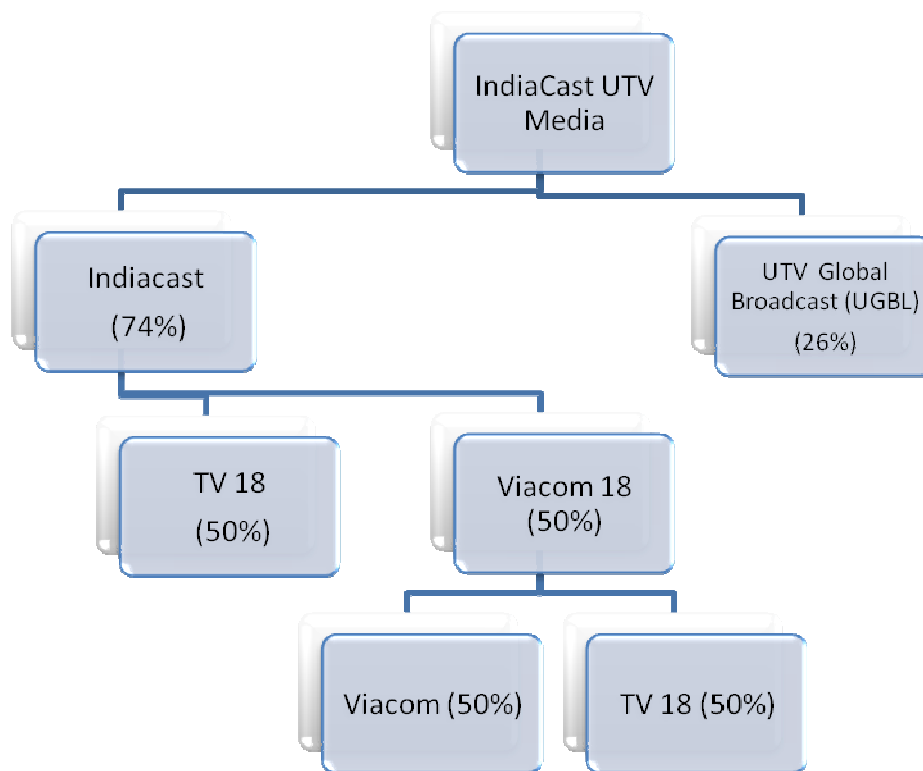 IndiaCast UTV
Media
Indiacast
(74%)
UTV Global
Broadcast (UGBL)
(26%)
TV 18
(50%)
Viacom 18
(50%)
Viacom (50%)
TV 18 (50%)